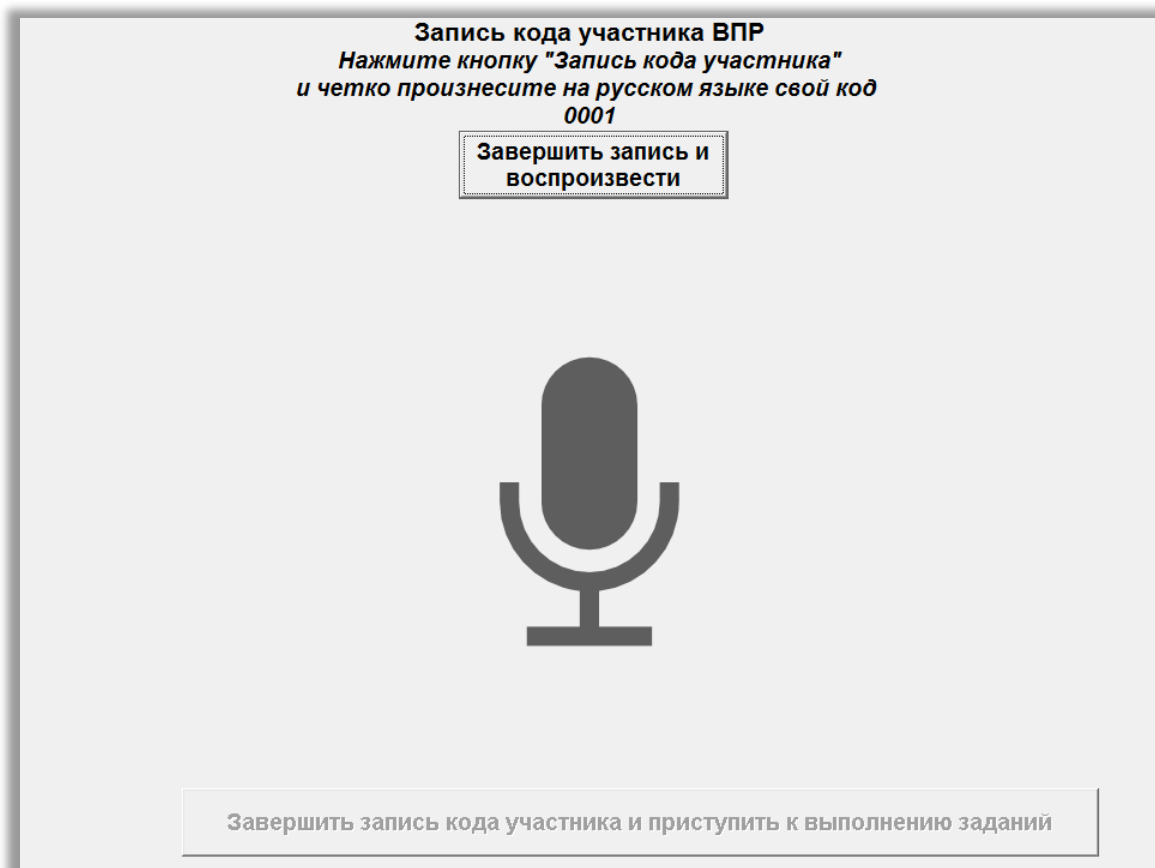 Запись кода участника ВПР
Нажмите кнопку "Запись кода участника"
и четко произнесите на русском языке свой код
0001
Завершить запись и
воспроизвести
Завершить запись кода участника и приступить к выполнению заданий